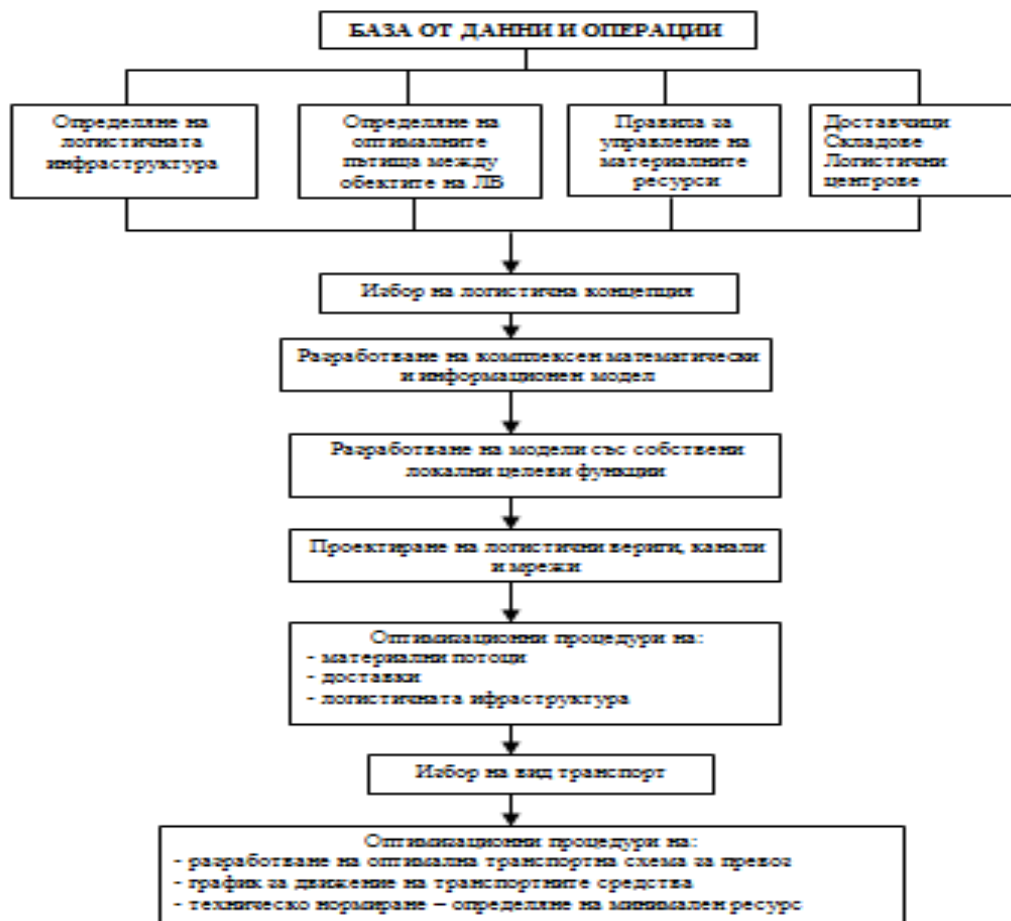 БАЗА ОТ ДАННИ И ОПЕРАЦИИ
Определяне на
логистичната
инфраструктура
Определяне на
оптималните
пътища между
обектите на ЛВ
Правила за
управление на
материалните
ресурси
Доставчици
Складове
Логистични
центрове
Избор на логистична концепция
Разработване на комплексен математически
и информационен модел
Разработване на модели със собствени
локални целеви функции
Проектиране на логистични вериги, канали
и мрежи
Оптимизационни процедури на:
- материални потоци
- доставки
- логистичната ифраструктура
Избор на вид транспорт
Оптимизационни процедури на:
- разработване на оптимална транспортна схема за превоз
- график за движение на транспортните средства
- техническо нормиране – определяне на минимален ресурс